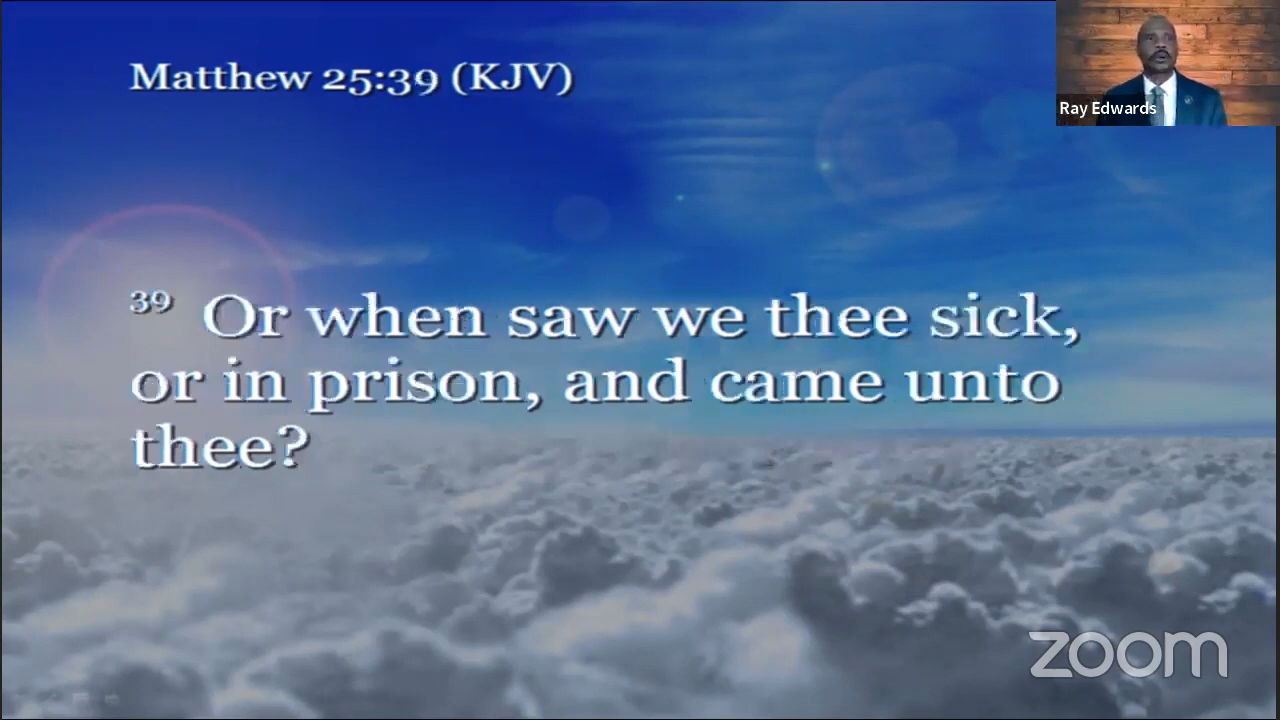 Matthew 25:39 (KJV)
Ray Edwards
39 Or when saw we thee sick,
or in prison, and came unto
thee?
zoom